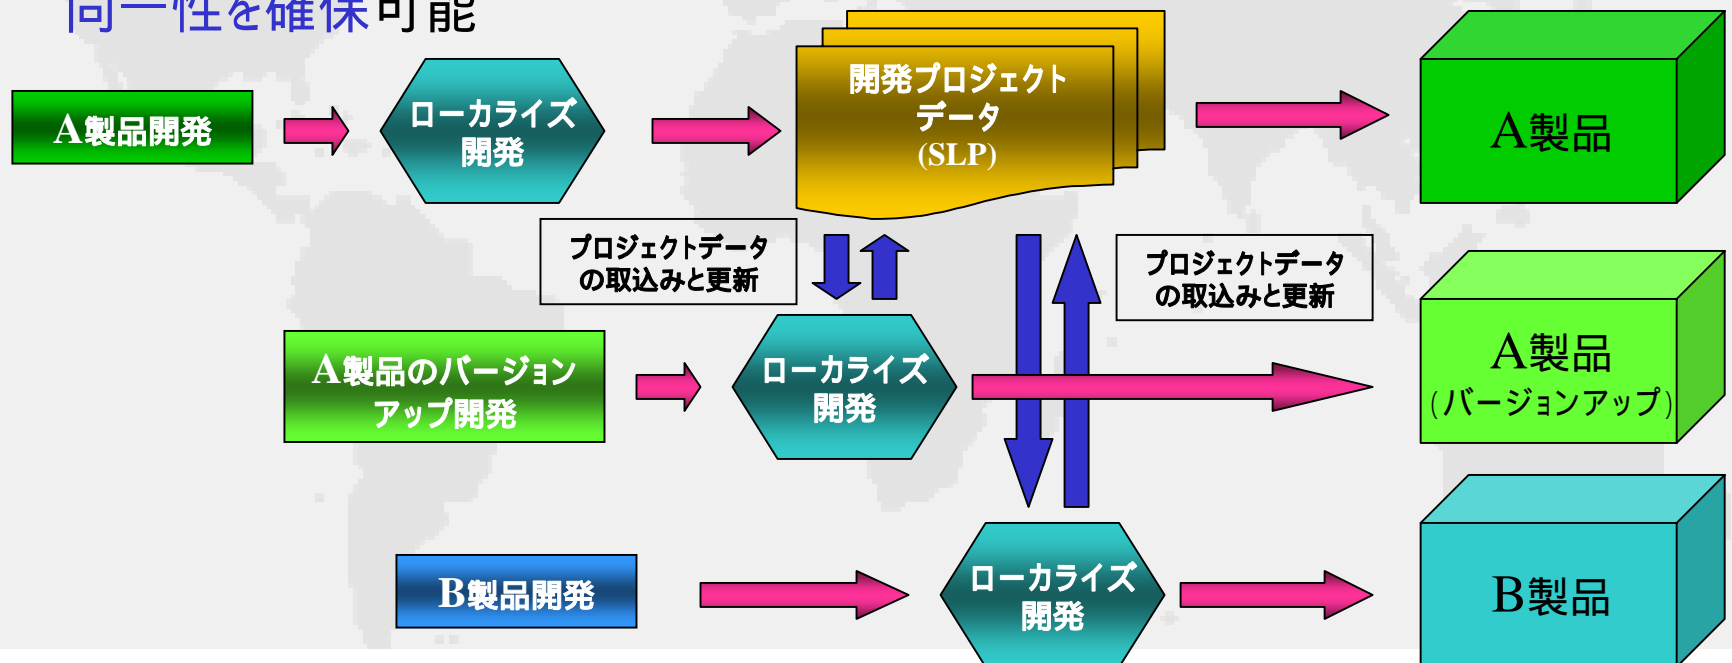 同一性を確保可能
A製品開発
ローカライズ
開発
開発プロジェクト
データ
(SLP)
A製品
プロジェクトデータ
の取込みと更新
プロジェクトデータ
の取込みと更新
A製品のバージョン
アップ開発
ローカライズ
開発
A製品
(バージョンアップ)
B製品開発
ローカライズ
開発
B製品